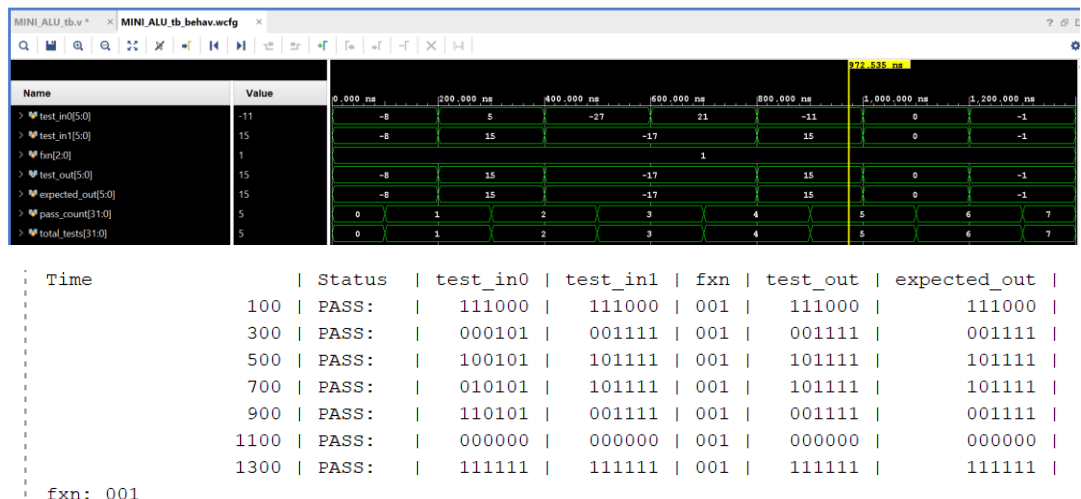 MINI_ALU_tb.v * × MINI_ALU_tb_behav.wcfg ×
972.535 ns
Name Value
0.000 ns 200.000 ns 400.000 ns 600.000 ns 800.000 ns 1,000.000 ns 1,200.000 ns
test_in0[5:0] -11 -8 5 -27 21 -11 0 -1
test_in1[5:0] 15 -8 15 -17 15 0 -1
fxn[2:0] 1 1
test_out[5:0] 15 -8 15 -17 15 0 -1
expected_out[5:0] 15 -8 15 -17 15 0 -1
pass_count[31:0] 5 0 1 2 3 4 5 6 7
total_tests[31:0] 5 0 1 2 3 4 5 6 7
Time | Status | test_in0 | test_in1 | fxn | test_out | expected_out |
100 | PASS: | 111000 | 111000 | 001 | 111000 | 111000 |
300 | PASS: | 000101 | 001111 | 001 | 001111 | 001111 |
500 | PASS: | 100101 | 101111 | 001 | 101111 | 101111 |
700 | PASS: | 010101 | 101111 | 001 | 101111 | 101111 |
900 | PASS: | 110101 | 001111 | 001 | 001111 | 001111 |
1100 | PASS: | 000000 | 000000 | 001 | 000000 | 000000 |
1300 | PASS: | 111111 | 111111 | 001 | 111111 | 111111 |
fxn: 001